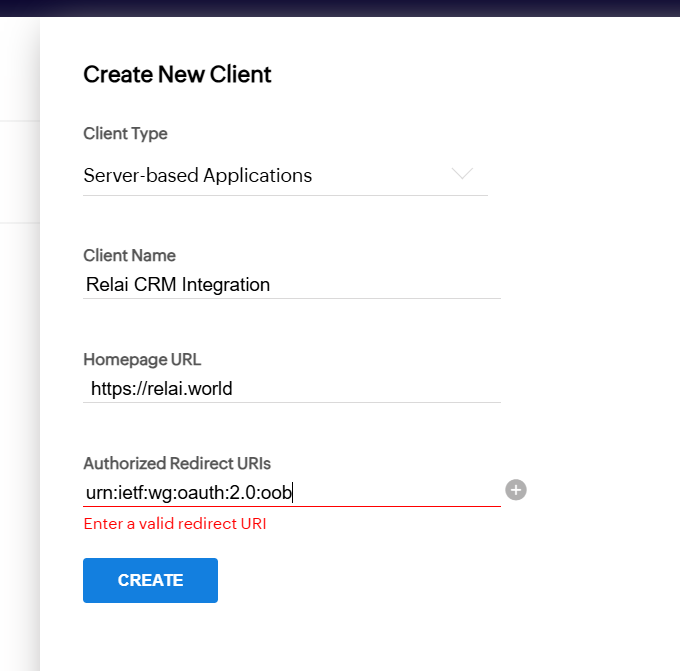 Create New Client
Client Type
Server-based Applications
Client Name
Relai CRM Integration
Homepage URL
https://relai.world
Authorized Redirect URIs
urn:ietf:wg:oauth:2.0:oob
Enter a valid redirect URI
CREATE